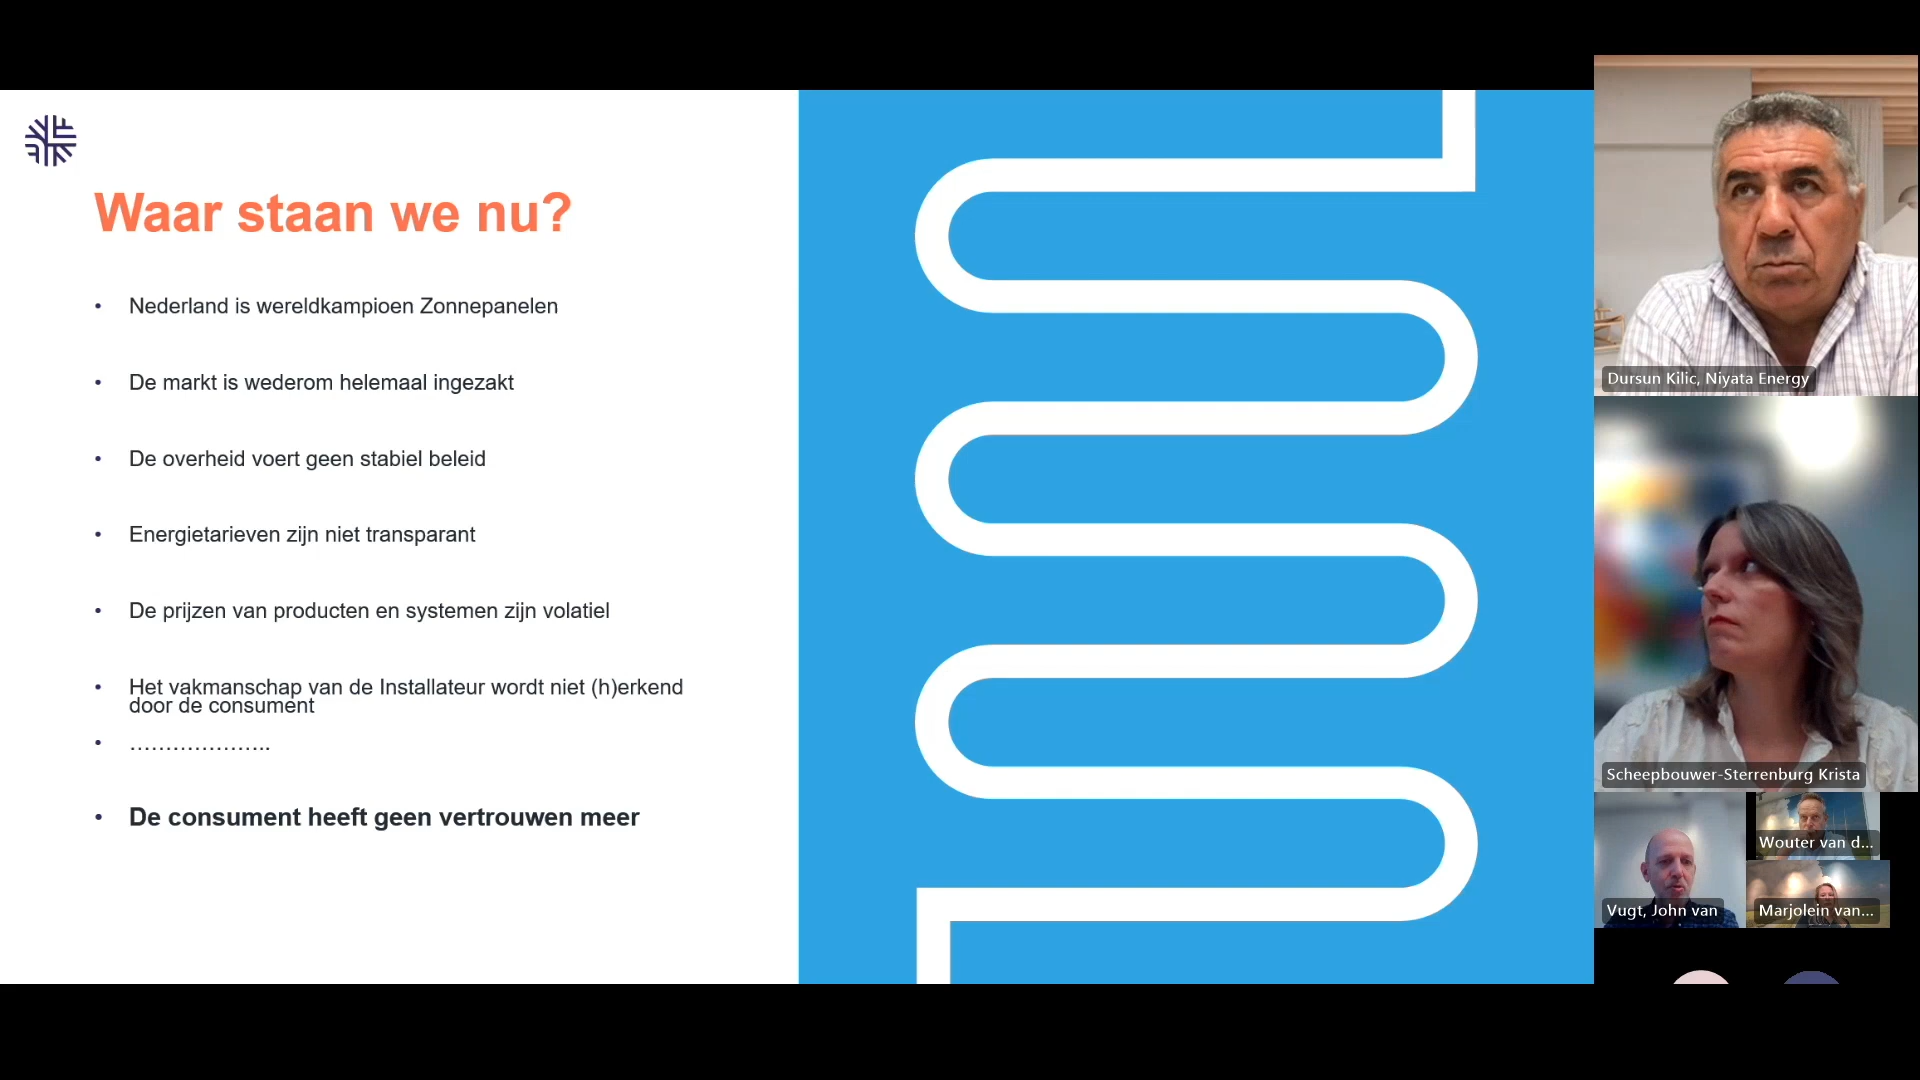 Waar staan we nu?
• Nederland is wereldkampioen Zonnepanelen
• De markt is wederom helemaal ingezakt
• De overheid voert geen stabiel beleid
• Energietarieven zijn niet transparant
• De prijzen van producten en systemen zijn volatiel
• Het vakmanschap van de Installateur wordt niet (h)erkend
door de consument
• ………………..
• De consument heeft geen vertrouwen meer
Dursun Kilic, Niyata Energy
Scheepbouwer-Sterrenburg Krista
Wouter van d...
Vugt, John van
Marjolein van...